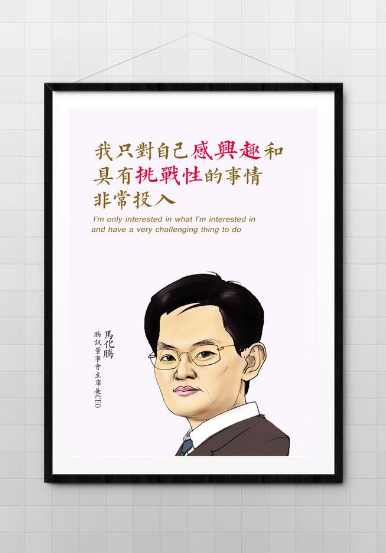 我只對自己感興趣和
具有挑戰性的事情
非常投入
I'm only interested in what I'm interested in
and have a very challenging thing to do
馬化騰
騰訊董事會主席兼CEO